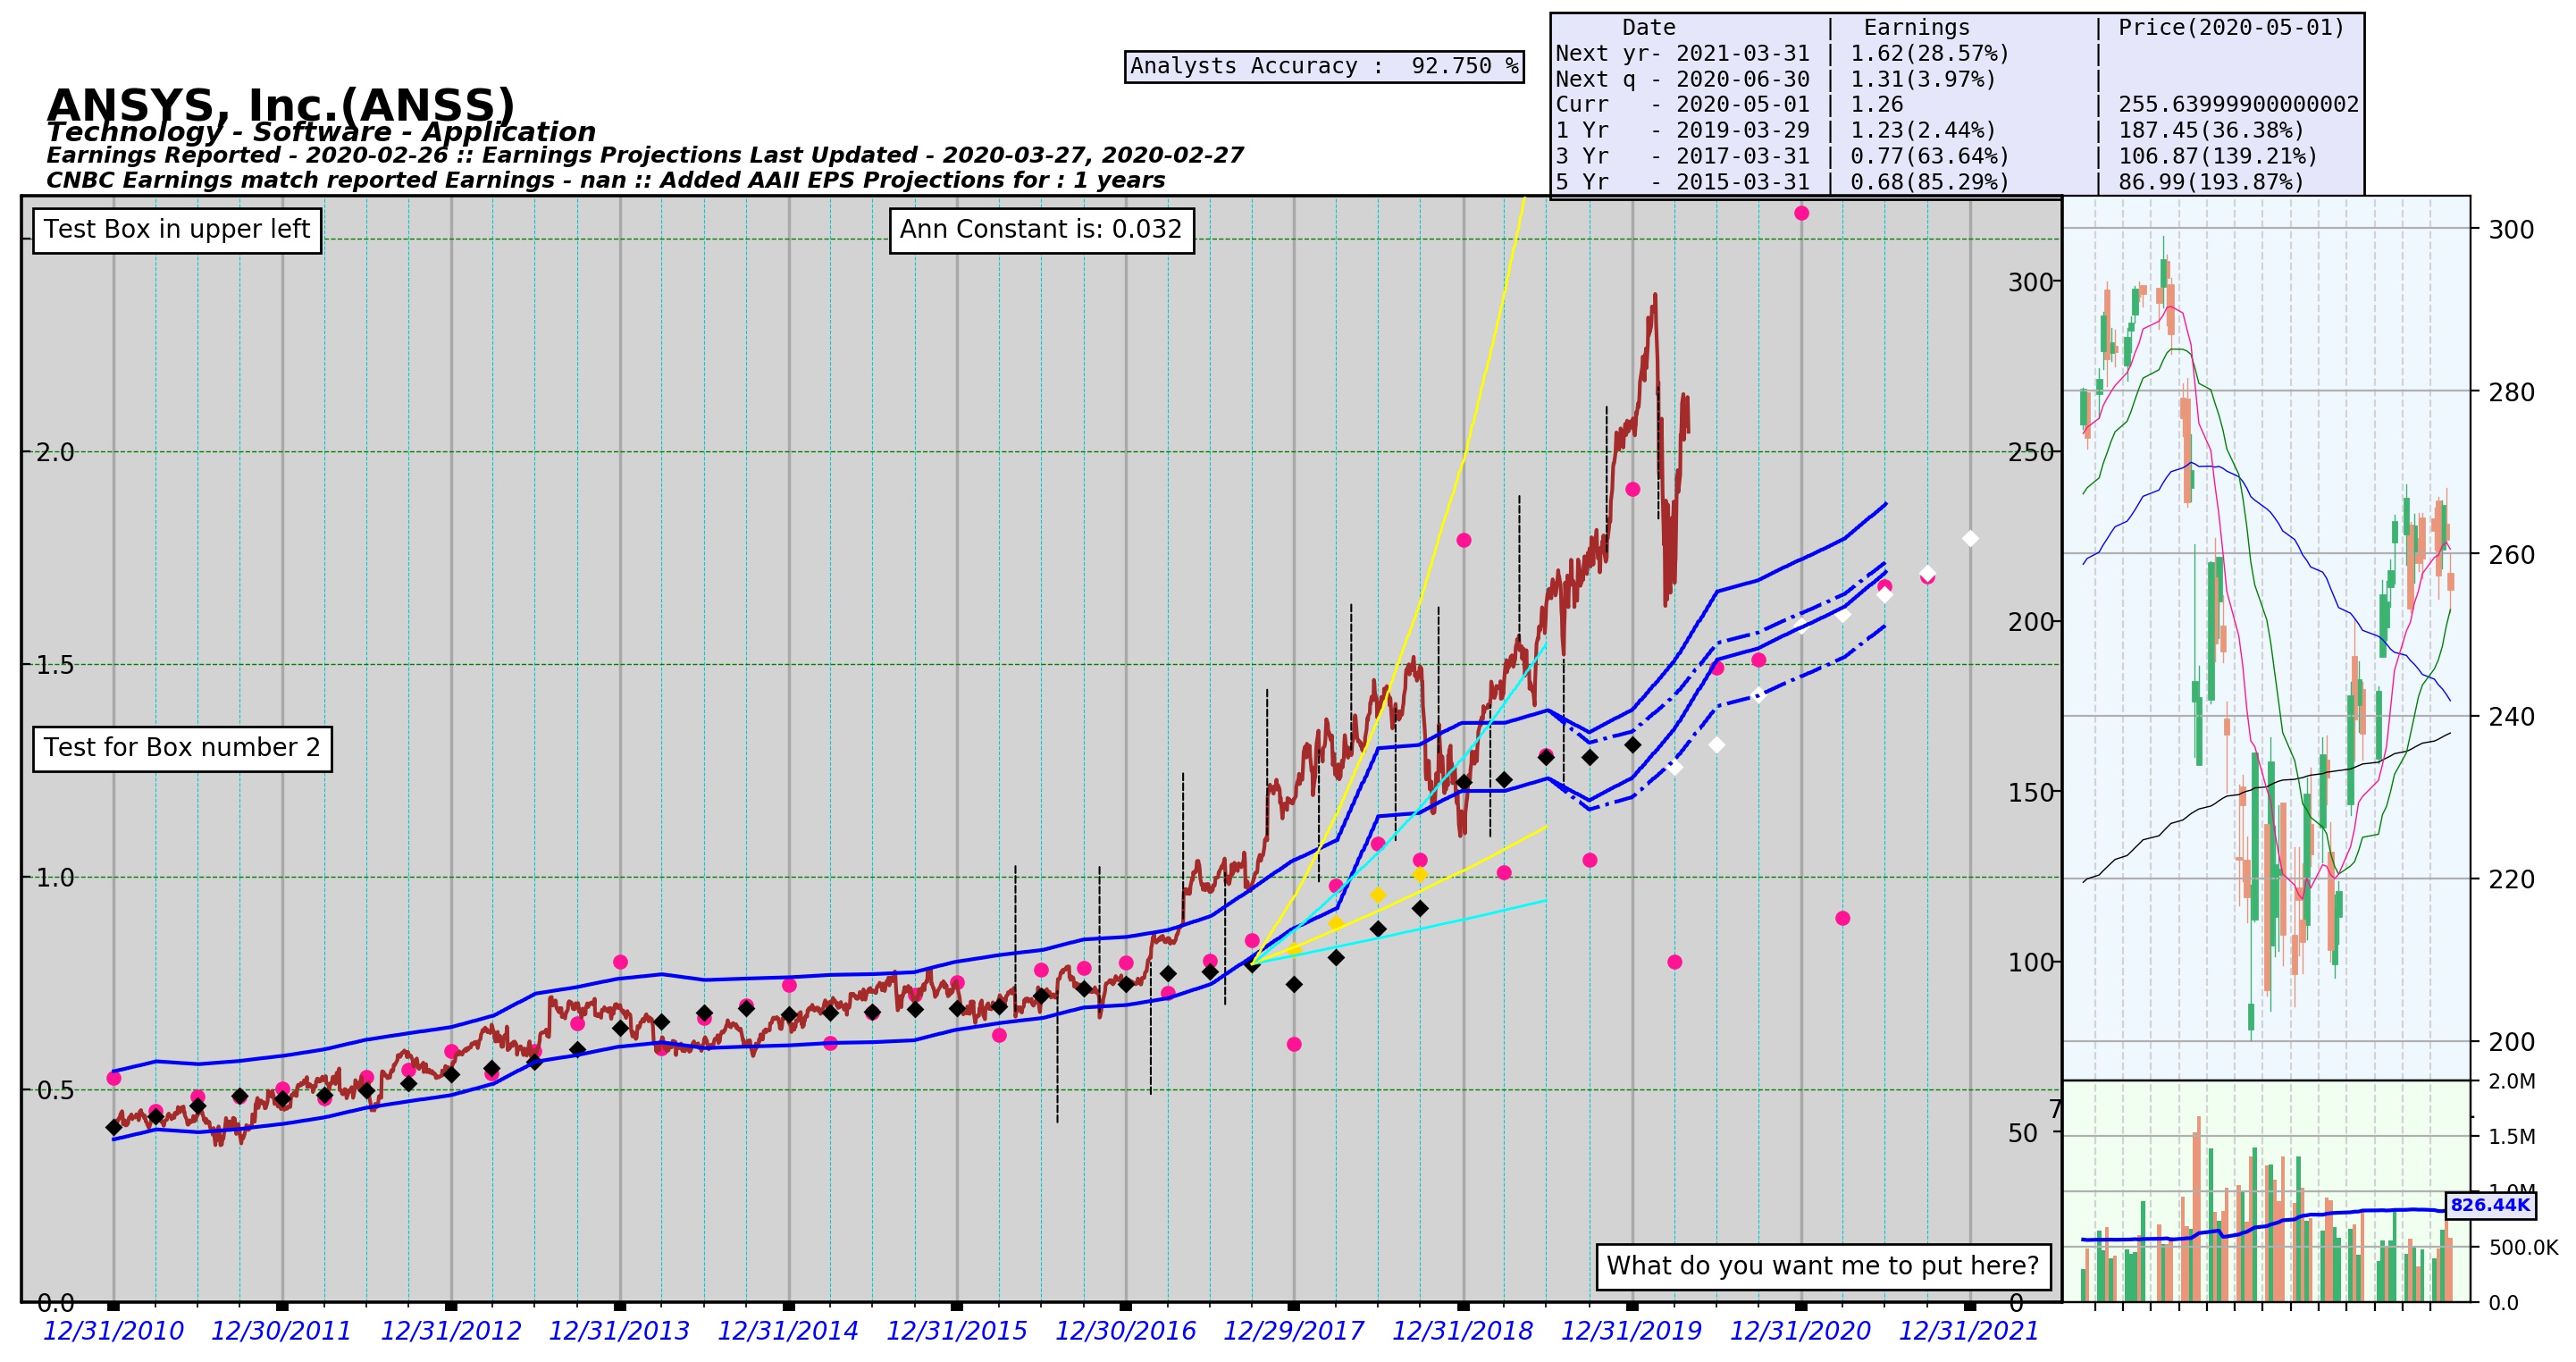 Date | Earnings | Price(2020-05-01)
Next yr- 2021-03-31 | 1.62(28.57%) |
Next q - 2020-06-30 | 1.31(3.97%) |
Curr - 2020-05-01 | 1.26 | 255.63999900000002
1 Yr - 2019-03-29 | 1.23(2.44%) | 187.45(36.38%)
3 Yr - 2017-03-31 | 0.77(63.64%) | 106.87(139.21%)
5 Yr - 2015-03-31 | 0.68(85.29%) | 86.99(193.87%)
Analysts Accuracy : 92.750 %
ANSYS, Inc.(ANSS)
Technology - Software - Application
Earnings Reported - 2020-02-26 :: Earnings Projections Last Updated - 2020-03-27, 2020-02-27
CNBC Earnings match reported Earnings - nan :: Added AAII EPS Projections for : 1 years
Test Box in upper left
Ann Constant is: 0.032
Test for Box number 2
What do you want me to put here?
2.0
1.5
1.0
0.5
0.0
300
250
200
150
100
7
50
0
300
280
260
240
220
200
2.0M
1.5M
1.0M
826.44K
500.0K
0.0
12/31/2010 12/30/2011 12/31/2012 12/31/2013 12/31/2014 12/31/2015 12/30/2016 12/29/2017 12/31/2018 12/31/2019 12/31/2020 12/31/2021